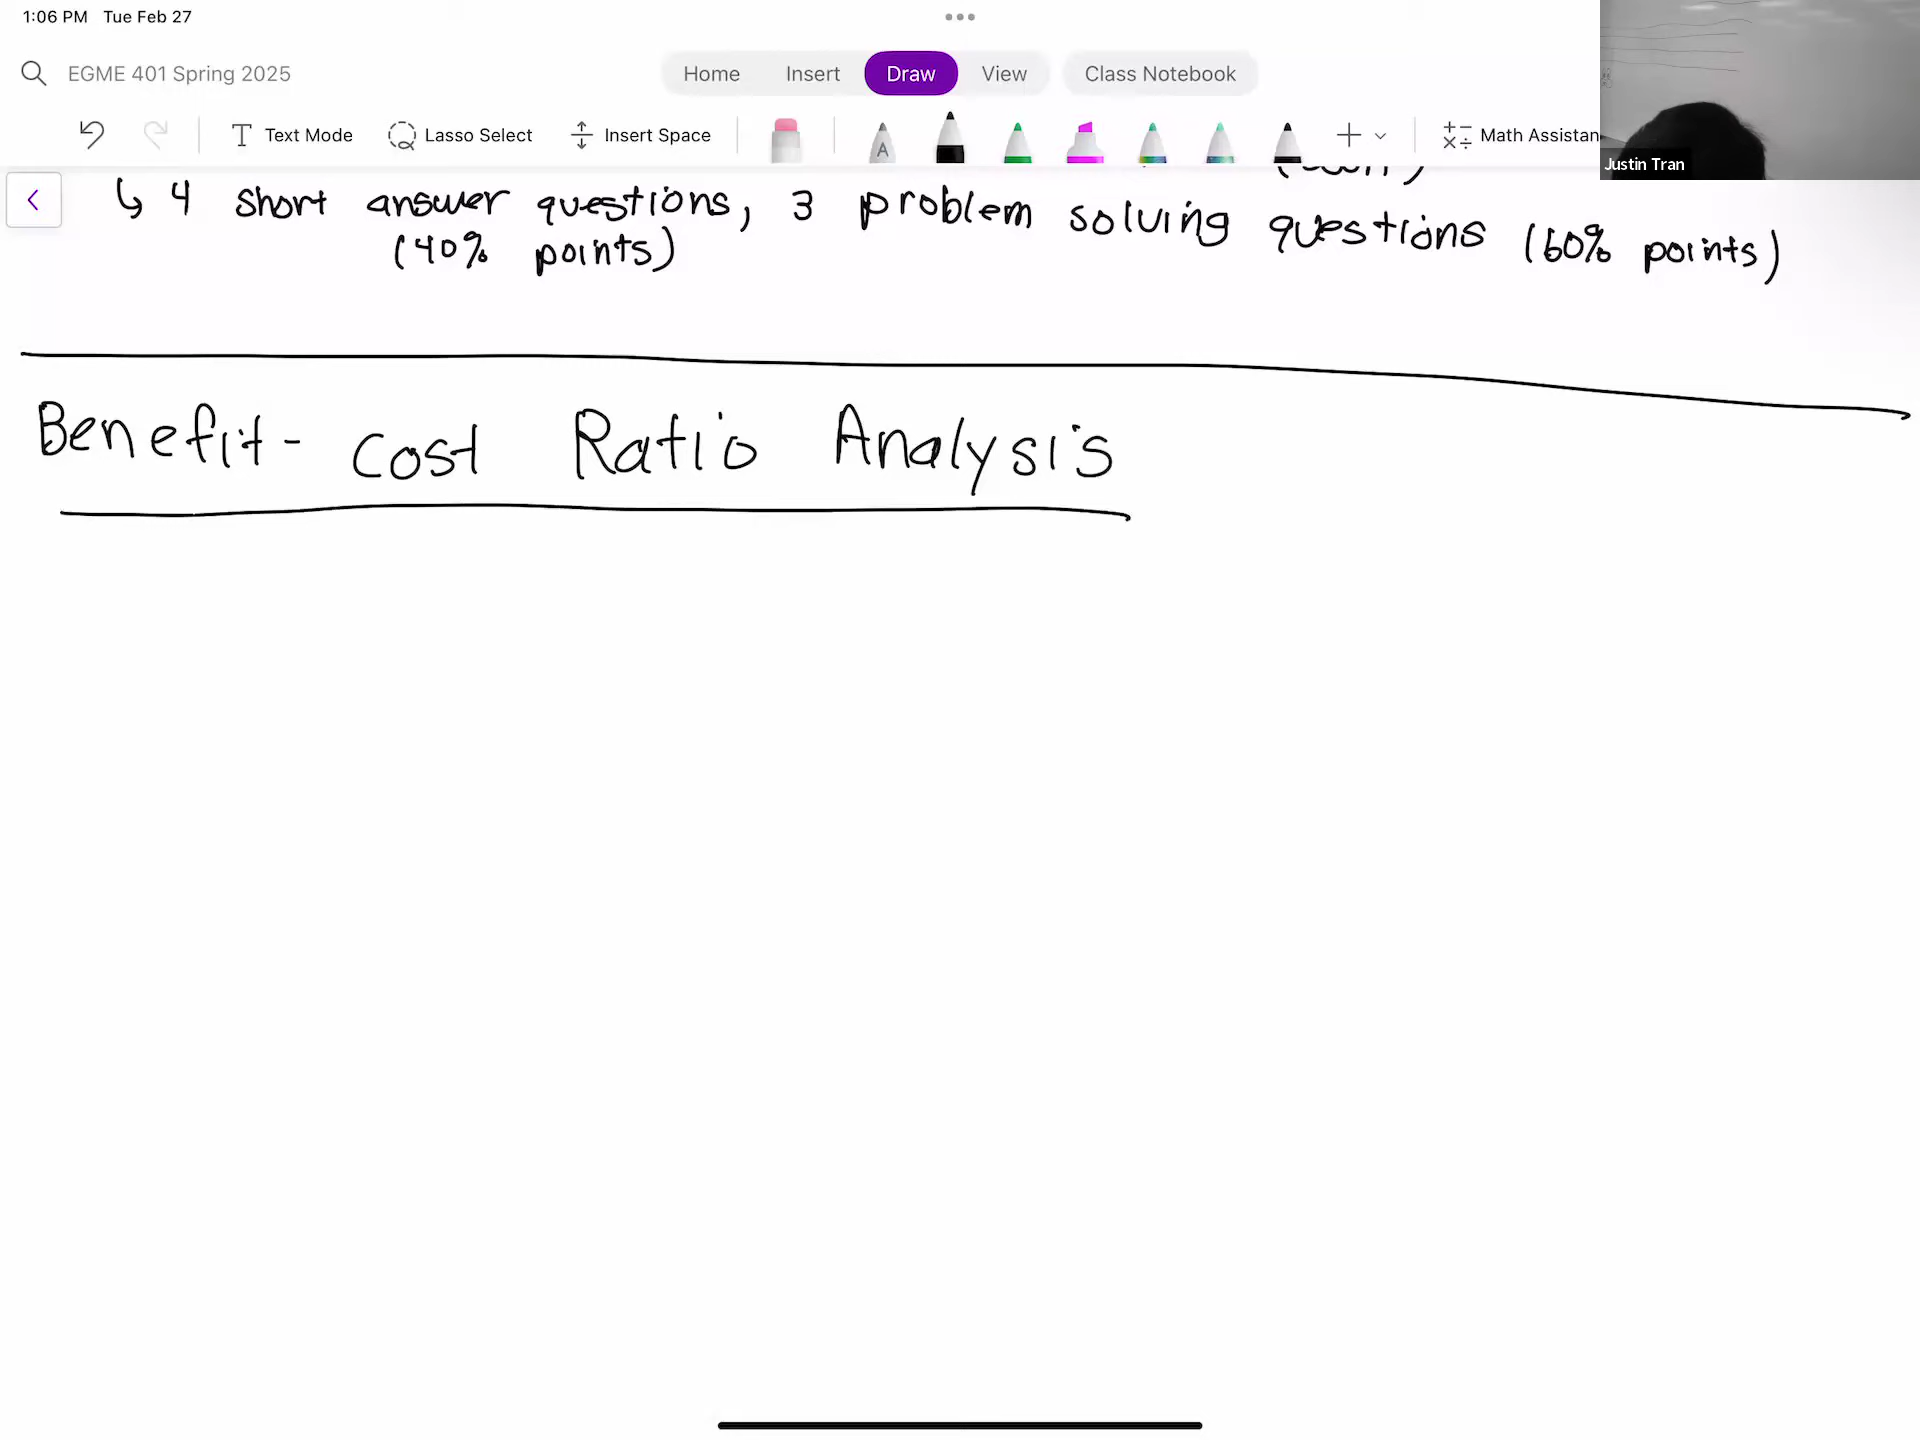 1:06 PM Tue Feb 27
EGME 401 Spring 2025
Home Insert Draw View Class Notebook
Text Mode Lasso Select Insert Space A Math Assistan
Justin Tran
↳ 4 short answer questions, 3 problem solving questions (60% points)
(40% points)
Benefit- Cost Ratio Analysis